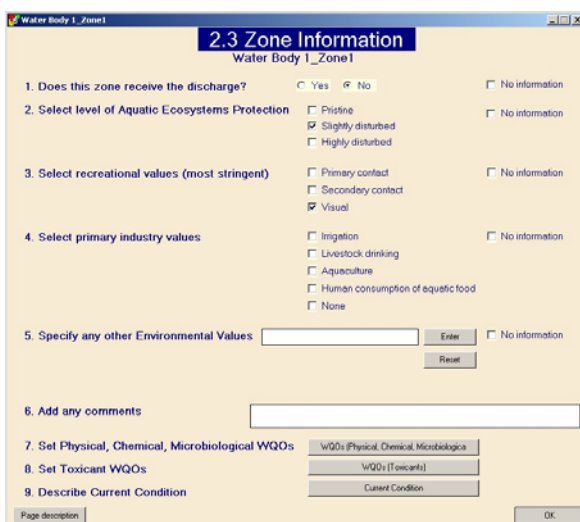 Water Body 1_Zone1
2.3 Zone Information
Water Body 1_Zone1
1. Does this zone receive the discharge? Yes No No information
2. Select level of Aquatic Ecosystems Protection Pristine No information
Slightly disturbed
Highly disturbed
3. Select recreational values (most stringent) Primary contact No information
Secondary contact
Visual
4. Select primary industry values Irrigation No information
Livestock drinking
Aquaculture
Human consumption of aquatic food
None
5. Specify any other Environmental Values Enter No information
Reset
6. Add any comments
7. Set Physical, Chemical, Microbiological WQOs WQOs (Physical, Chemical, Microbiologica
8. Set Toxicant WQOs WQOs (Toxicants)
9. Describe Current Condition Current Condition
Page description OK